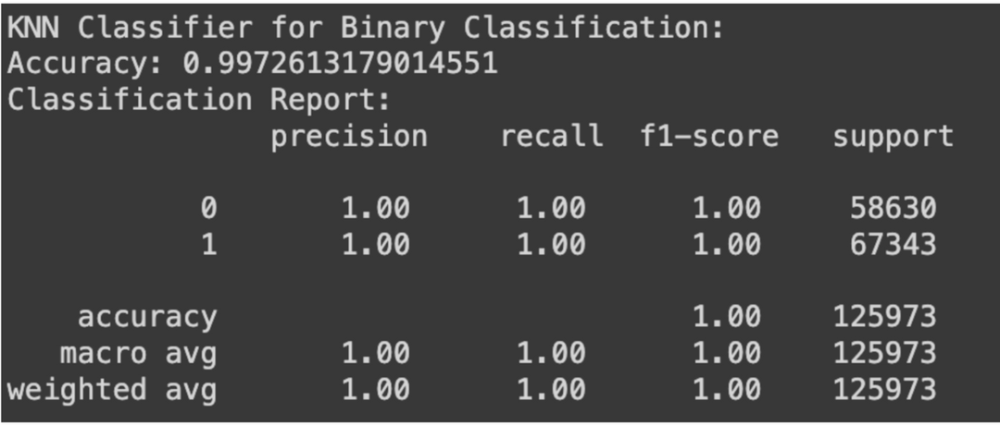 KNN Classifier for Binary Classification:
Accuracy: 0.9972613179014551
Classification Report:
precision recall f1-score support
0 1.00 1.00 1.00 58630
1 1.00 1.00 1.00 67343
accuracy 1.00 125973
macro avg 1.00 1.00 1.00 125973
weighted avg 1.00 1.00 1.00 125973